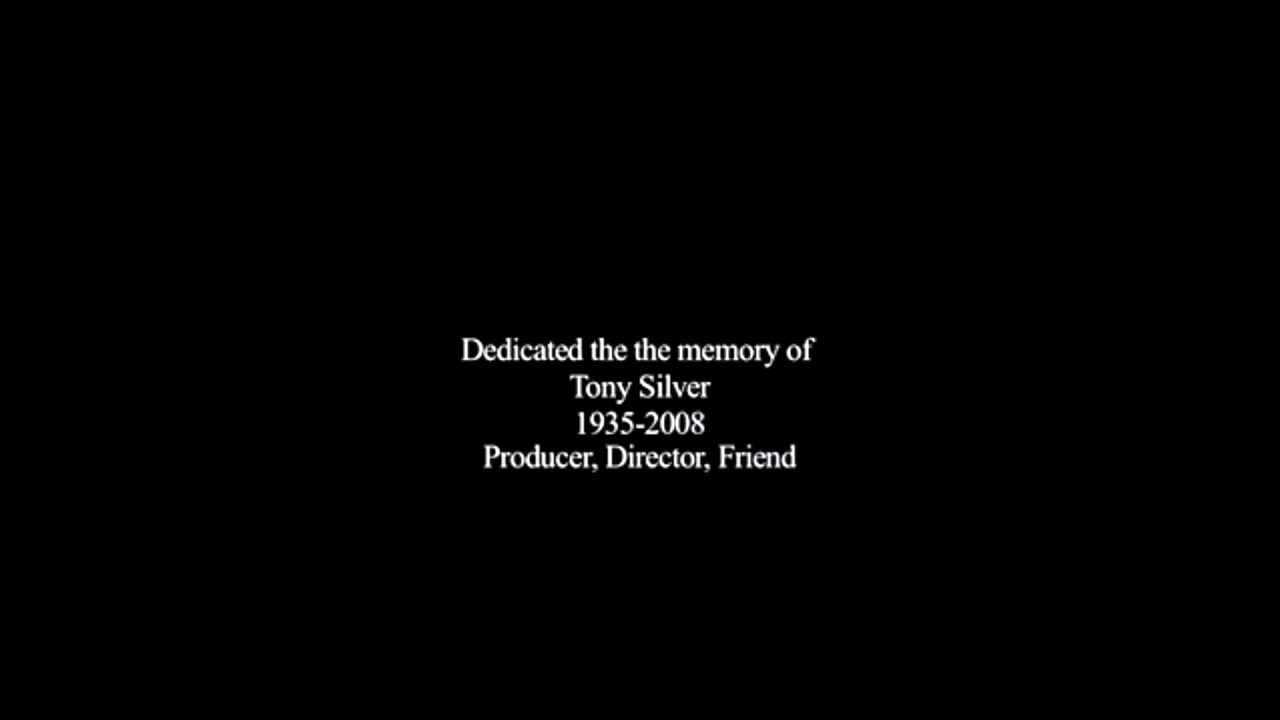 Dedicated the the memory of
Tony Silver
1935-2008
Producer, Director, Friend